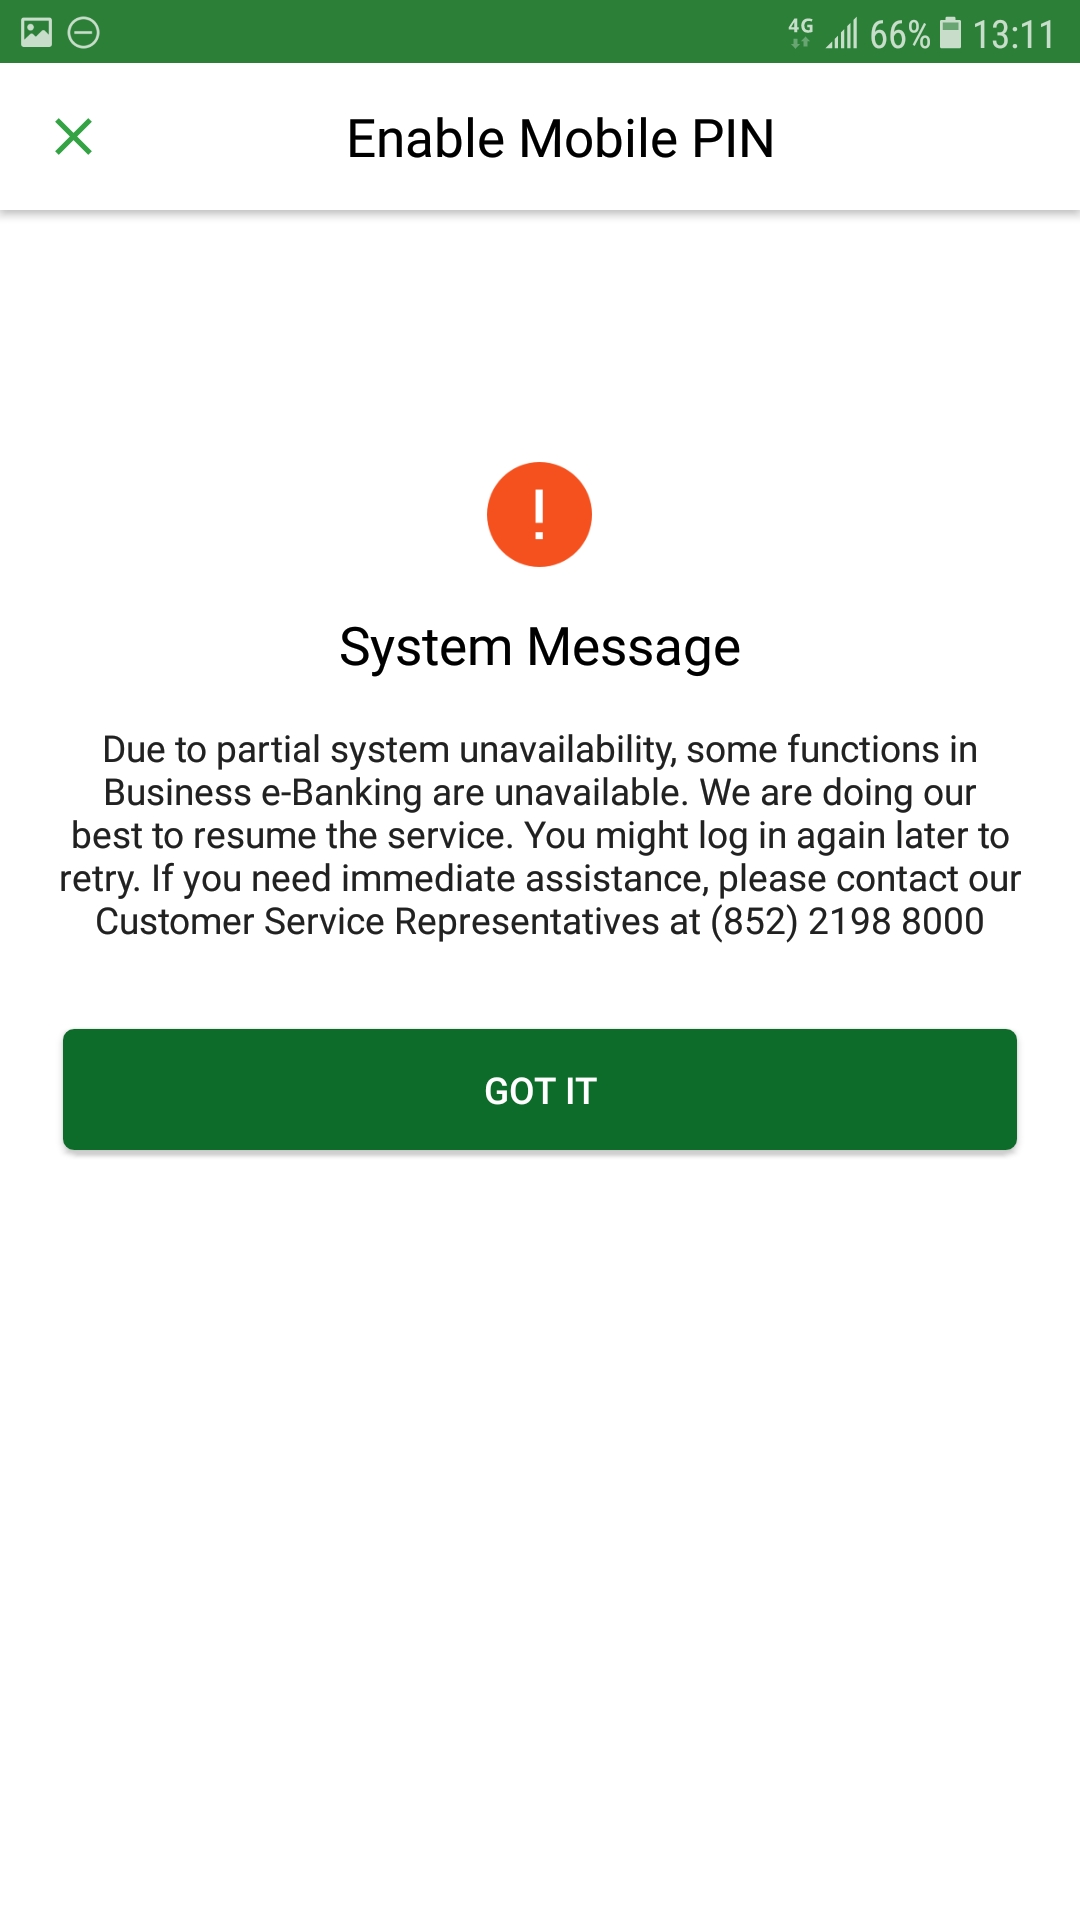 4G 66% 13:11
Enable Mobile PIN
!
System Message
Due to partial system unavailability, some functions in
Business e-Banking are unavailable. We are doing our
best to resume the service. You might log in again later to
retry. If you need immediate assistance, please contact our
Customer Service Representatives at (852) 2198 8000
GOT IT